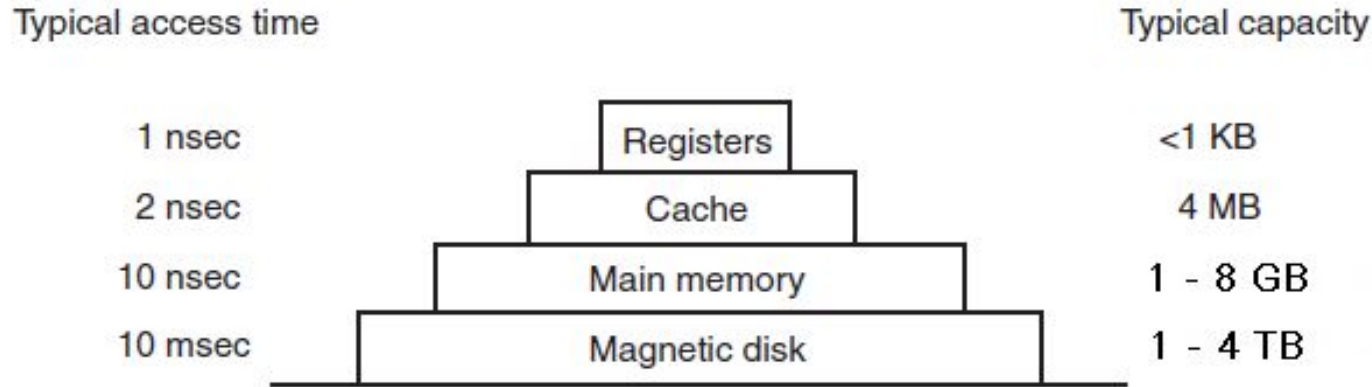 Typical access time Typical capacity
1 nsec Registers <1 KB
2 nsec Cache 4 MB
10 nsec Main memory 1 - 8 GB
10 msec Magnetic disk 1 - 4 TB